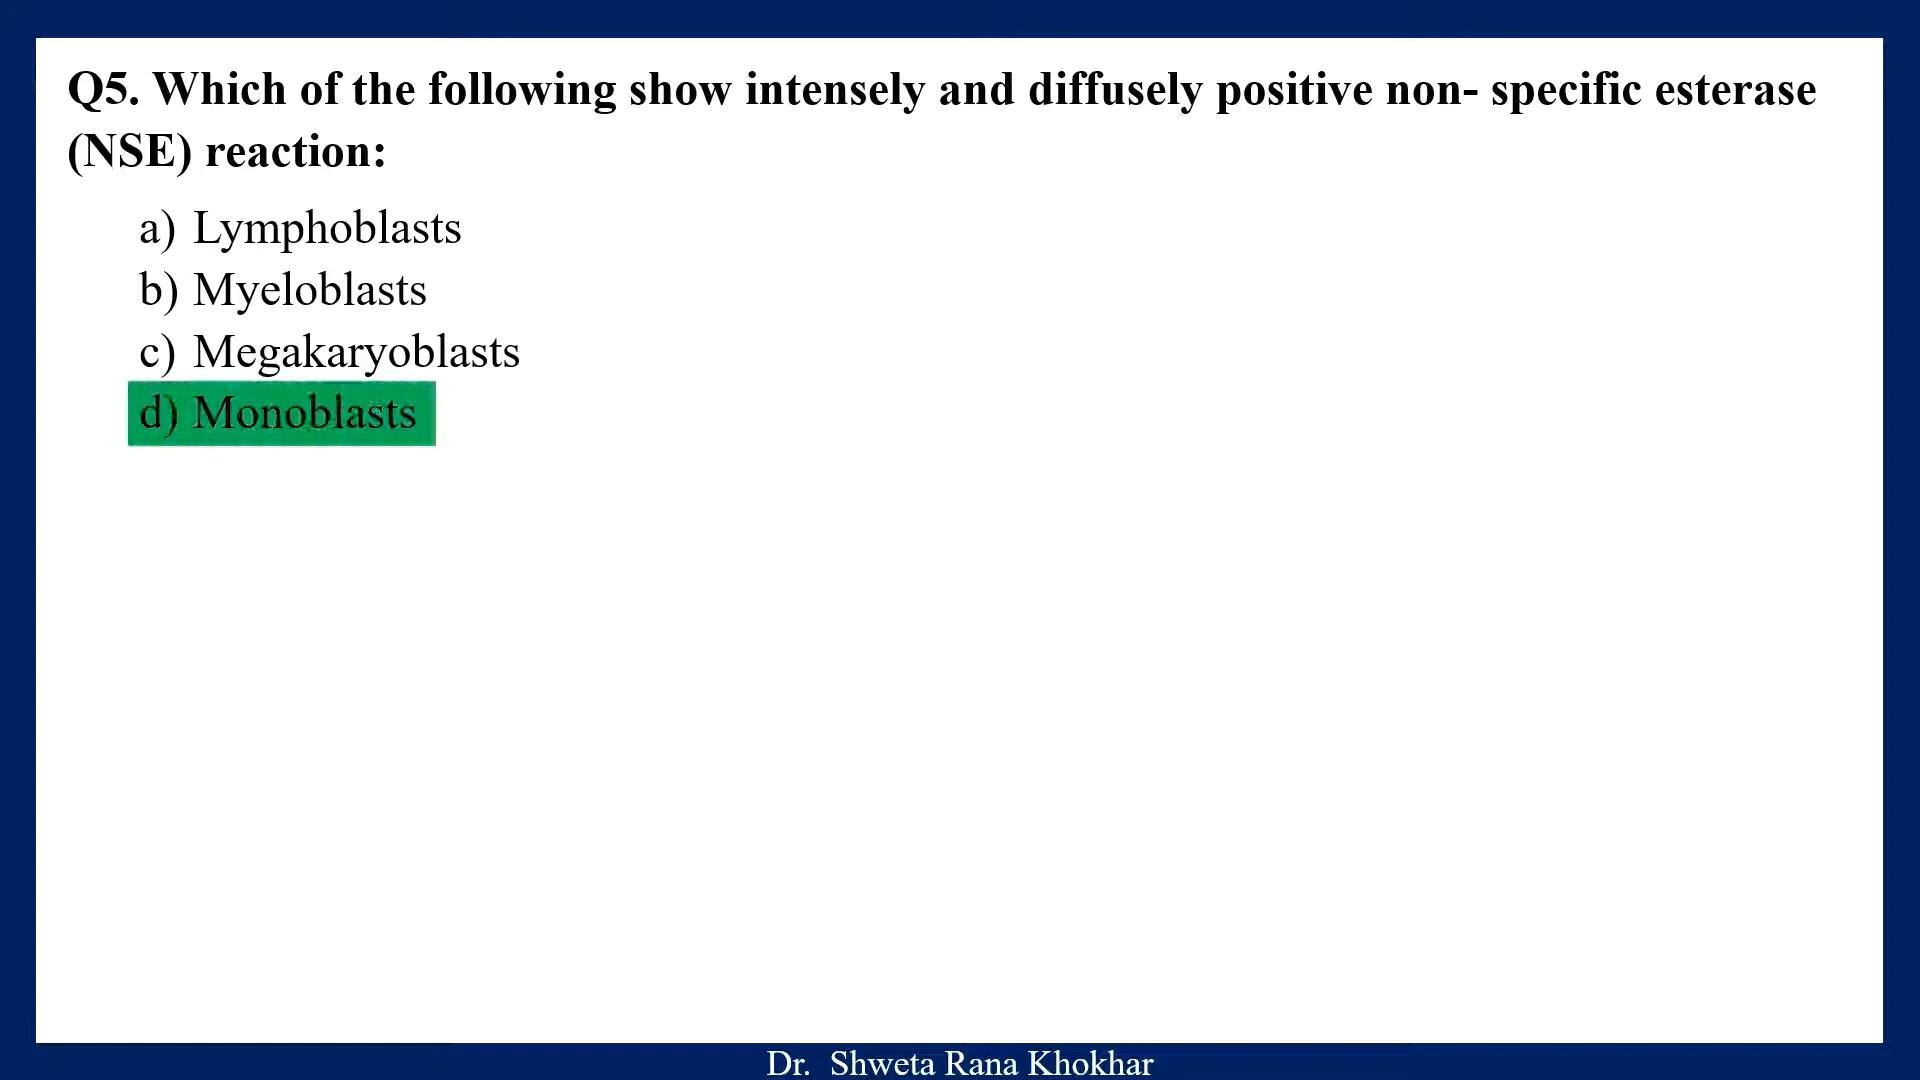 Q5. Which of the following show intensely and diffusely positive non- specific esterase
(NSE) reaction:
a) Lymphoblasts
b) Myeloblasts
c) Megakaryoblasts
d) Monoblasts
Dr. Shweta Rana Khokhar